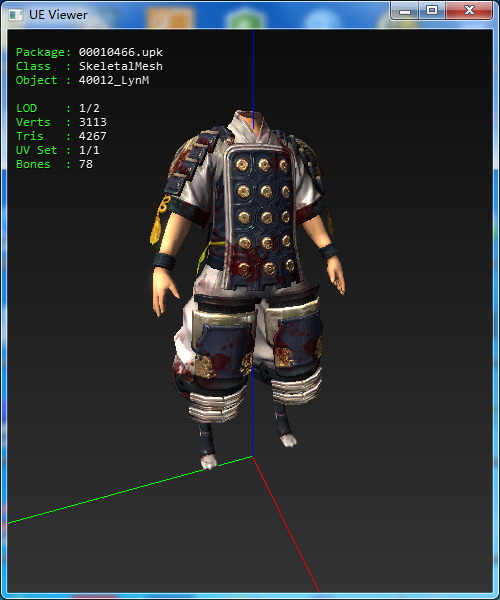 UE Viewer
Package: 00010466.upk
Class : SkeletalMesh
Object : 40012_LynM
LOD : 1/2
Verts : 3113
Tris : 4267
UV Set : 1/1
Bones : 78